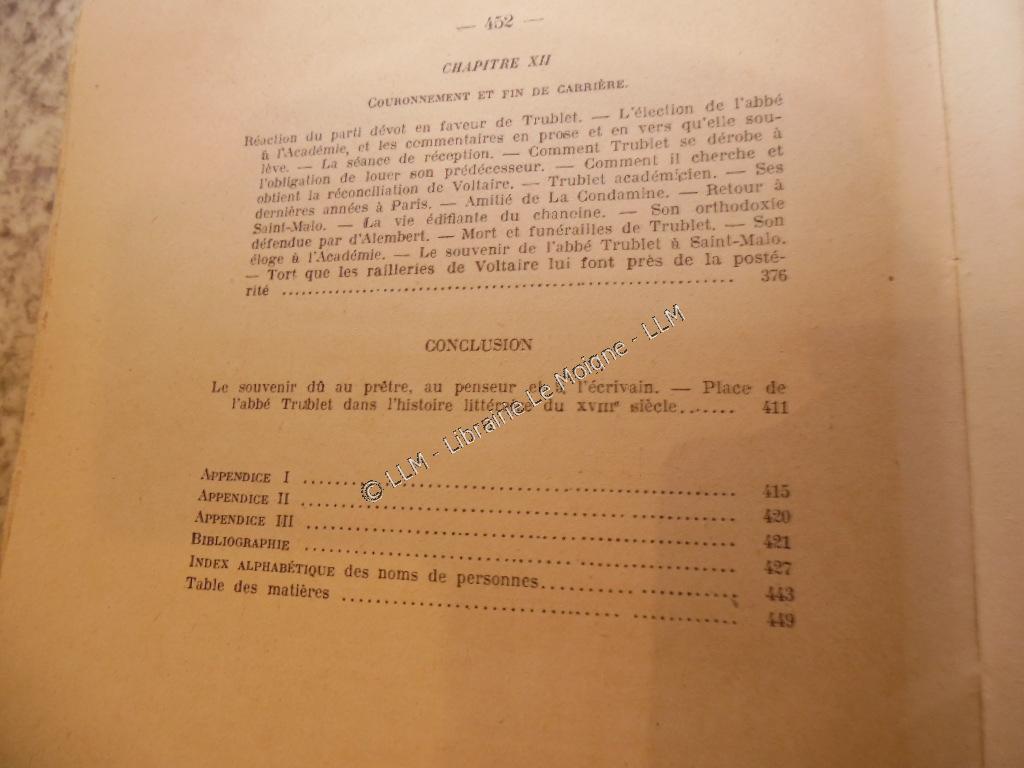 — 452 —
CHAPITRE XII
COURONNEMENT ET FIN DE CARRIÈRE.
Réaction du parti dévot en faveur de Trublet. — L'élection de l'abbé
à l'Académie, et les commentaires en prose et en vers qu'elle sou-
lève. — La séance de réception. — Comment Trublet se dérobe à
l'obligation de louer son prédécesseur. — Comment il cherche et
obtient la réconciliation de Voltaire. — Trublet académicien. — Ses
dernières années à Paris. — Amitié de La Condamine. — Retour à
Saint-Malo. — La vie édifiante du chanoine. — Son orthodoxie
défendue par d'Alembert. — Mort et funérailles de Trublet. — Son
éloge à l'Académie. — Le souvenir de l'abbé Trublet à Saint-Malo.
— Tort que les railleries de Voltaire lui font près de la posté-
rité ........ 376
CONCLUSION
Le souvenir dû au prêtre, au penseur et à l'écrivain. — Place de
l'abbé Trublet dans l'histoire littéraire du XVIIIe siècle....... 411
APPENDICE I ........ 415
APPENDICE II ........ 420
APPENDICE III ........ 421
BIBLIOGRAPHIE ........ 427
INDEX ALPHABÉTIQUE des noms de personnes........ 443
Table des matières ........ 449
© LLM - Librairie Le Moigne - LLM